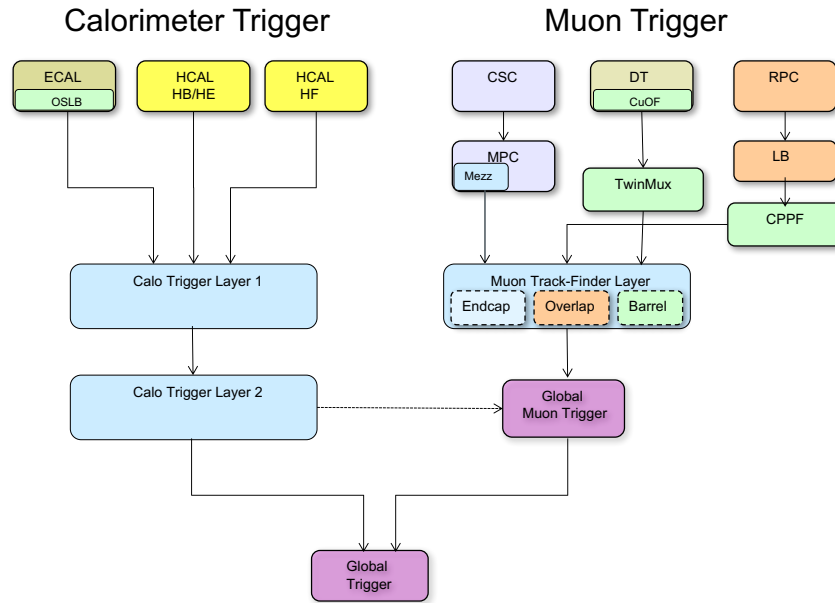 Calorimeter Trigger
Muon Trigger
ECAL
OSLB
HCAL
HB/HE
HCAL
HF
CSC
DT
CuOF
RPC
MPC
Mezz
LB
TwinMux
CPPF
Calo Trigger Layer 1
Muon Track-Finder Layer
Endcap
Overlap
Barrel
Calo Trigger Layer 2
Global
Muon Trigger
Global
Trigger